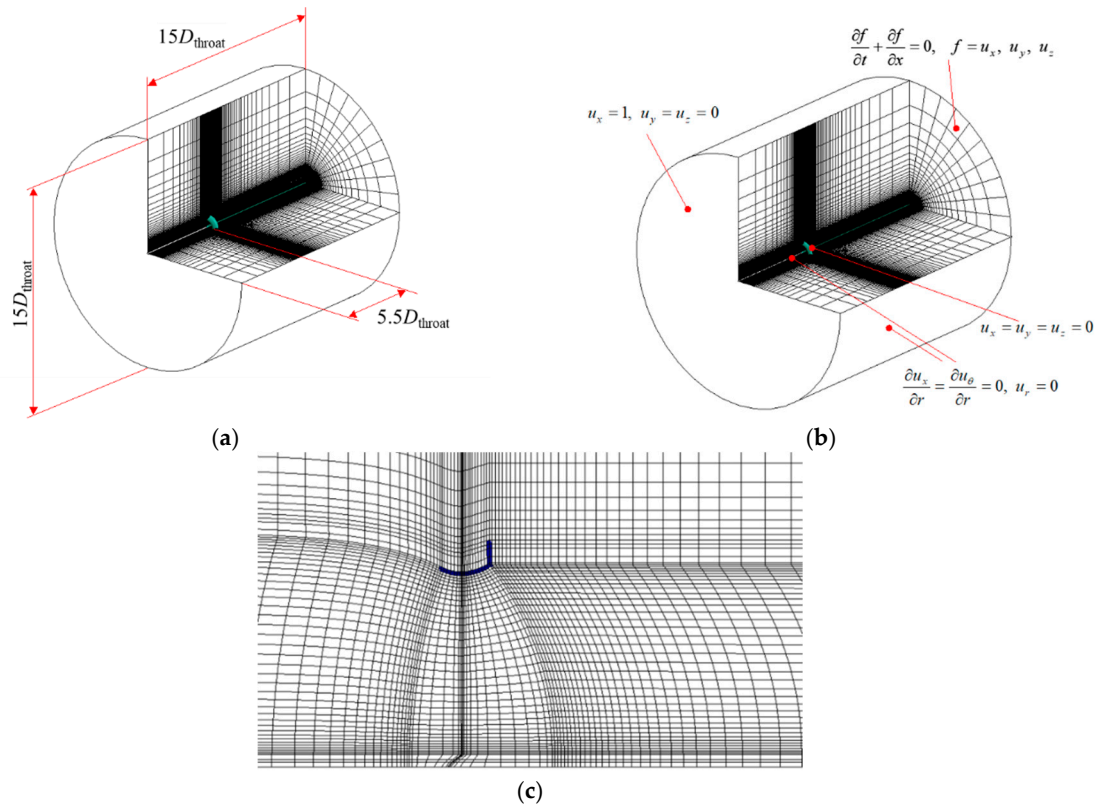 15D_throat
15D_throat
5.5D_throat
(a)
∂f/∂t + ∂f/∂x = 0, f = u_x, u_y, u_z
u_x = 1, u_y = u_z = 0
u_x = u_y = u_z = 0
∂u_x/∂r = ∂u_θ/∂r = 0, u_r = 0
(b)
(c)